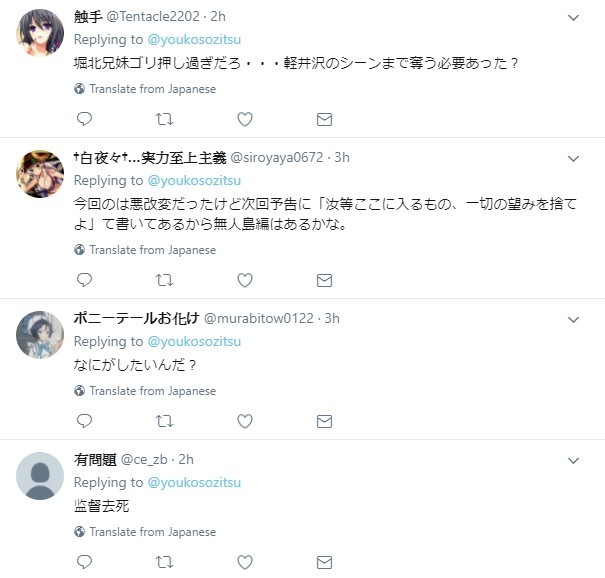 触手 @Tentacle2202 · 2h
Replying to @youkosozitsu
堀北兄妹ゴリ押し過ぎだろ・・・軽井沢のシーンまで奪う必要あった？
Translate from Japanese
†白夜々†...実力至上主義 @siroyaya0672 · 3h
Replying to @youkosozitsu
今回のは悪改変だったけど次回予告に「汝等ここに入るもの、一切の望みを捨て
よ」て書いてあるから無人島編はあるかな。
Translate from Japanese
ポニーテールお化け @murabitow0122 · 3h
Replying to @youkosozitsu
なにがしたいんだ？
Translate from Japanese
有問題 @ce_zb · 2h
Replying to @youkosozitsu
监督去死
Translate from Japanese